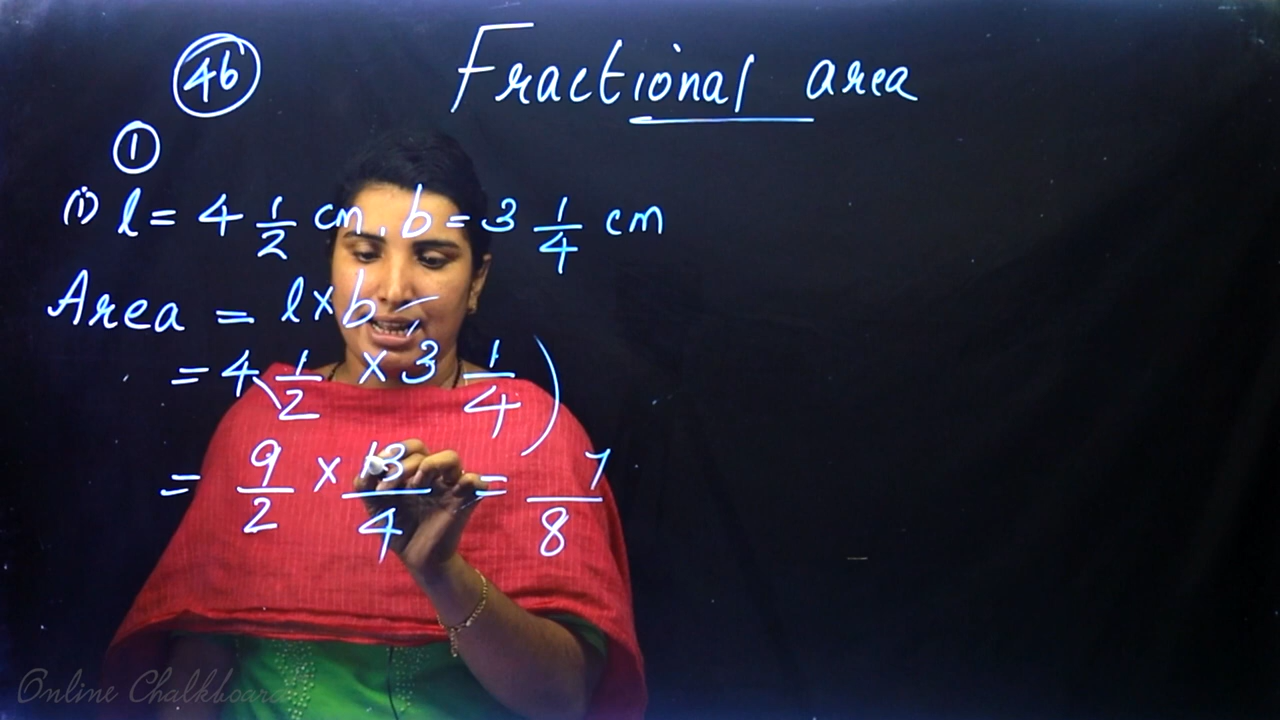 46 Fractional area
1
(i) l = 4 1/2 cm, b = 3 1/4 cm
Area = l x b
= 4 1/2 x 3 1/4 )
= 9/2 x 13/4 = 7/8
Online Chalkboard